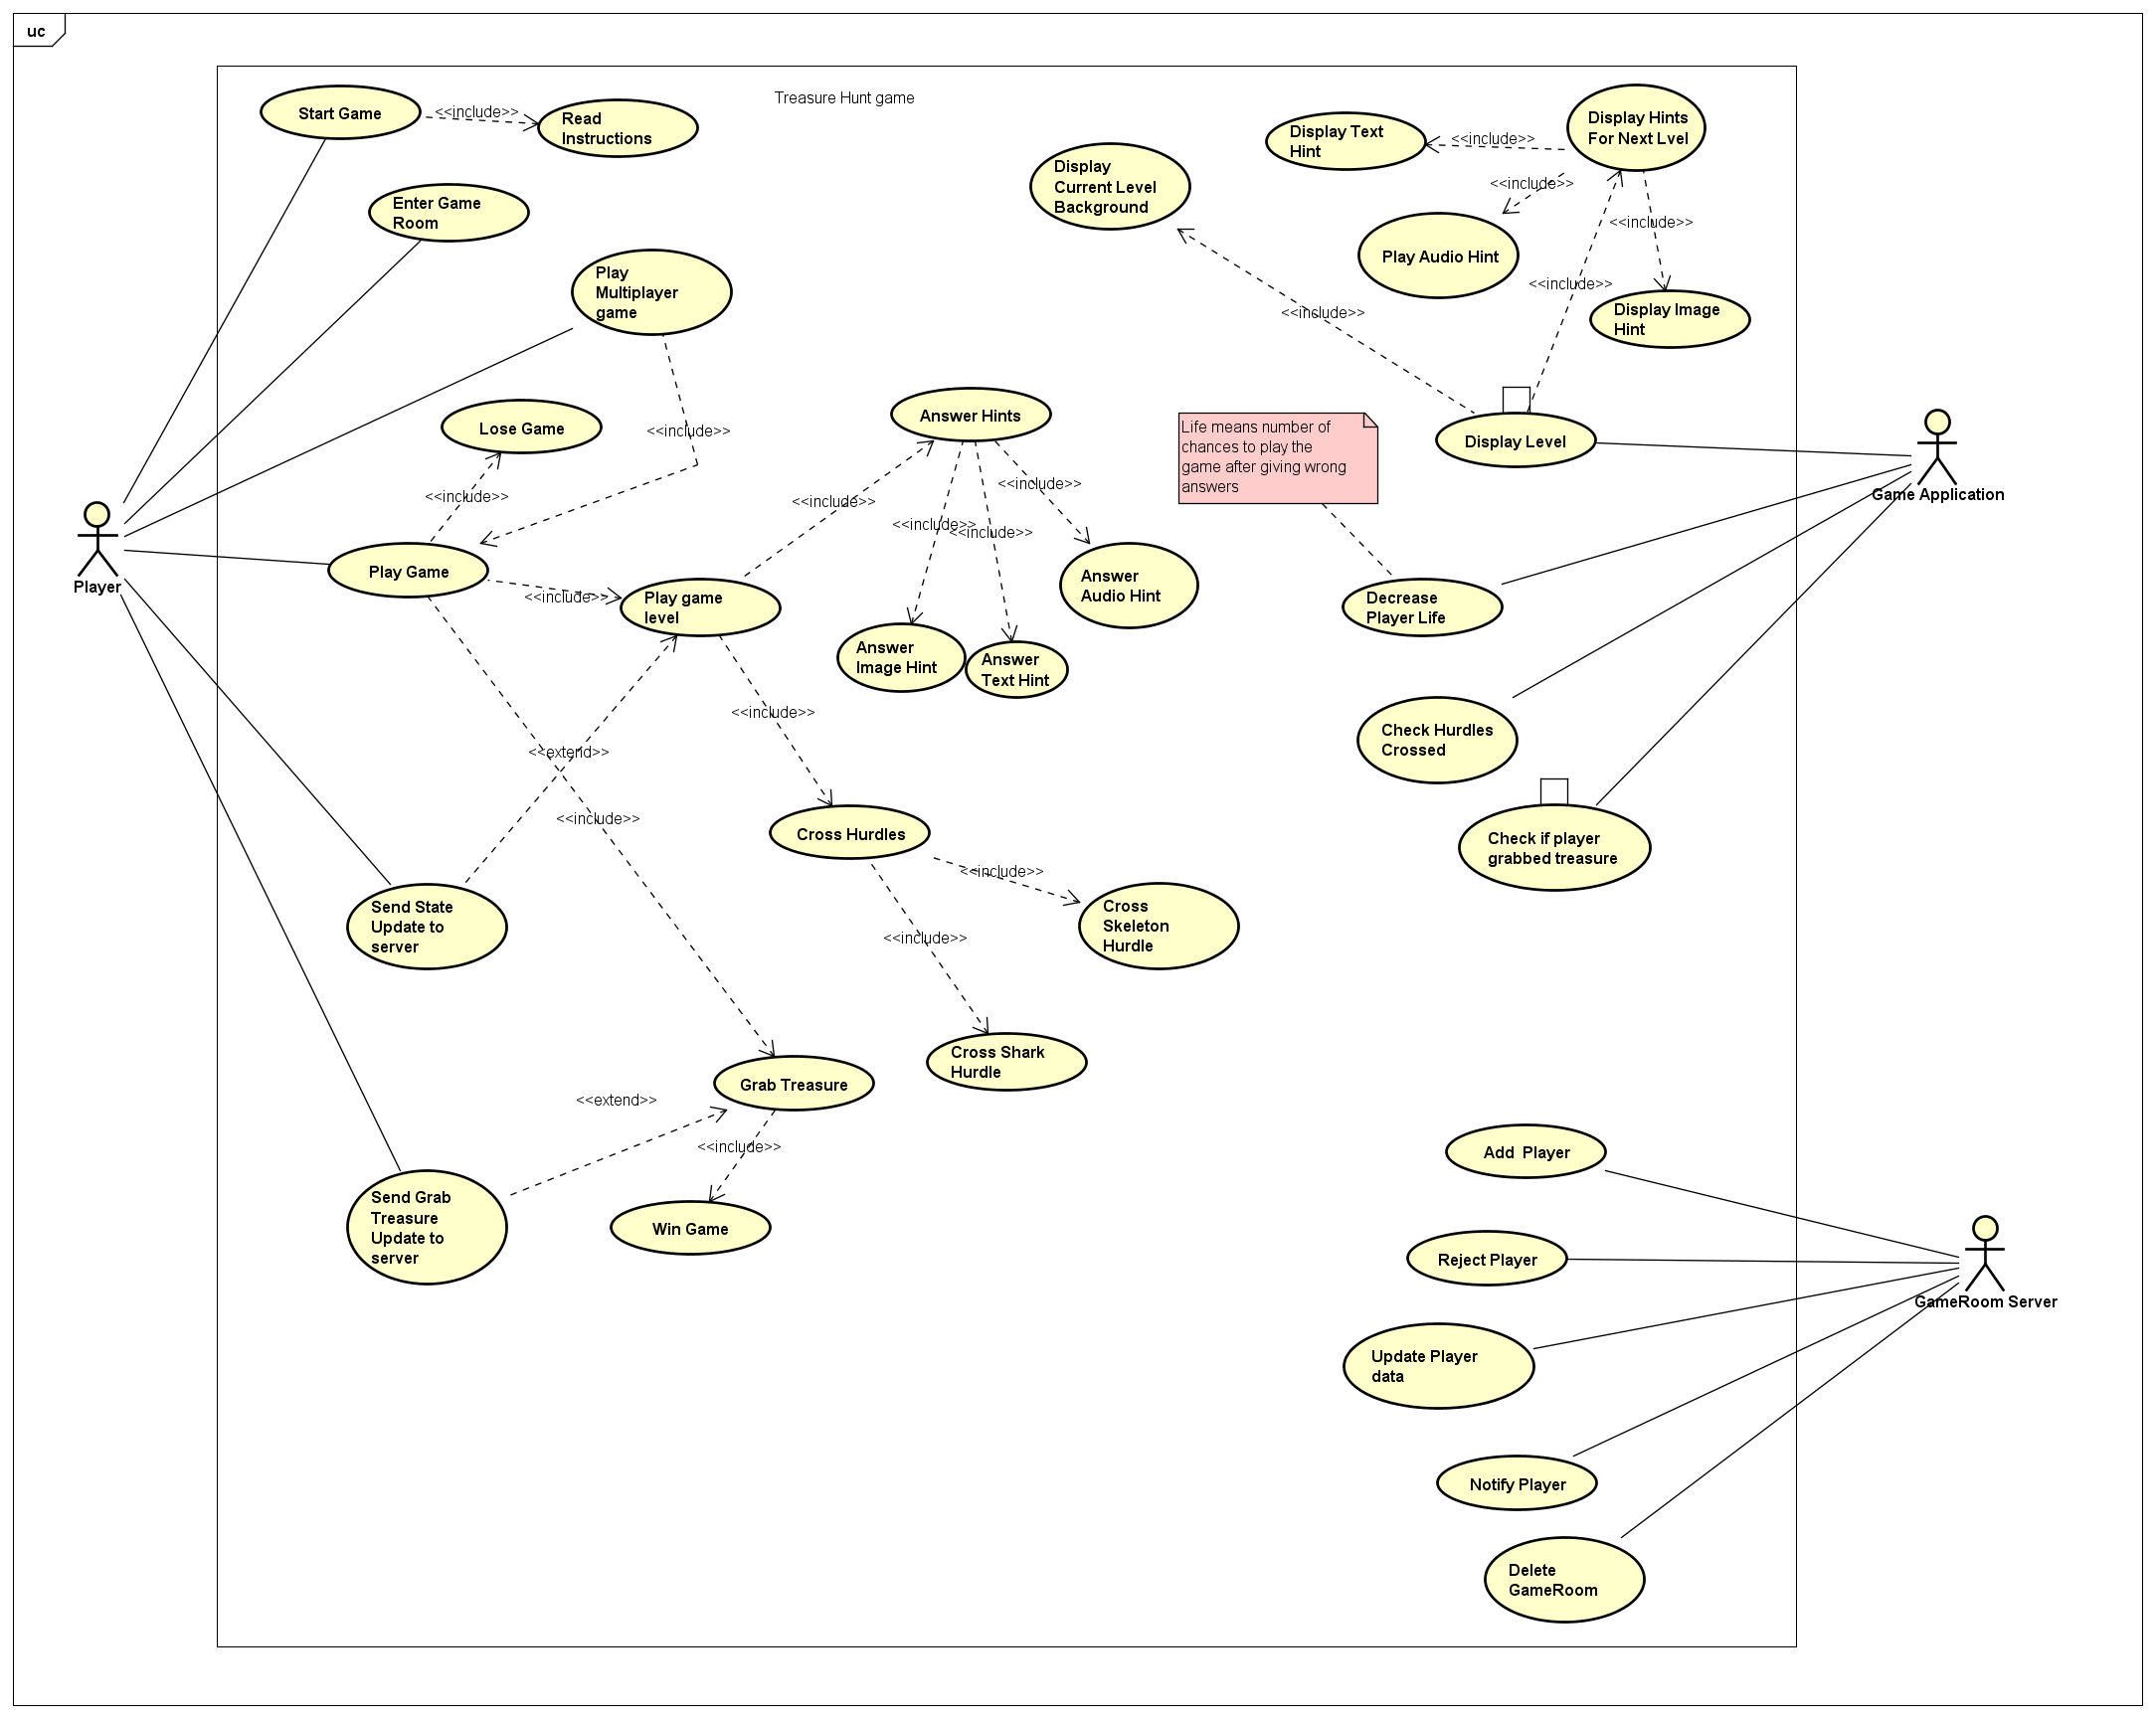 uc
Treasure Hunt game
Start Game
<<include>>
Read
Instructions
Enter Game
Room
Play
Multiplayer
game
<<include>>
Lose Game
<<include>>
Play Game
<<include>>
Play game
level
Player
<<include>>
Answer Hints
<<include>>
<<include>>
<<include>>
Answer
Image Hint
Answer
Text Hint
Answer
Audio Hint
<<include>>
<<extend>>
<<include>>
Cross Hurdles
<<include>>
Cross
Skeleton
Hurdle
<<include>>
Cross Shark
Hurdle
Send State
Update to
server
Grab Treasure
<<extend>>
<<include>>
Send Grab
Treasure
Update to
server
Win Game
Display
Current Level
Background
<<include>>
Display Text
Hint
<<include>>
Display Hints
For Next Lvel
<<include>>
Play Audio Hint
<<include>>
Display Image
Hint
<<include>>
Life means number of
chances to play the
game after giving wrong
answers
Display Level
Game Application
Decrease
Player Life
Check Hurdles
Crossed
Check if player
grabbed treasure
Add  Player
Reject Player
GameRoom Server
Update Player
data
Notify Player
Delete
GameRoom